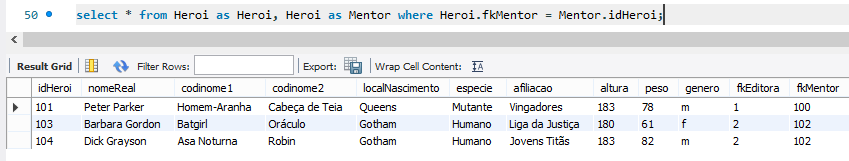 50 select * from Heroi as Heroi, Heroi as Mentor where Heroi.fkMentor = Mentor.idHeroi;
Result Grid Filter Rows: Export: Wrap Cell Content:
idHeroi nomeReal codinome1 codinome2 localNascimento especie afiliacao altura peso genero fkEditora fkMentor
101 Peter Parker Homem-Aranha Cabeça de Teia Queens Mutante Vingadores 183 78 m 1 100
103 Barbara Gordon Batgirl Oráculo Gotham Humano Liga da Justiça 180 61 f 2 102
104 Dick Grayson Asa Noturna Robin Gotham Humano Jovens Titãs 183 82 m 2 102